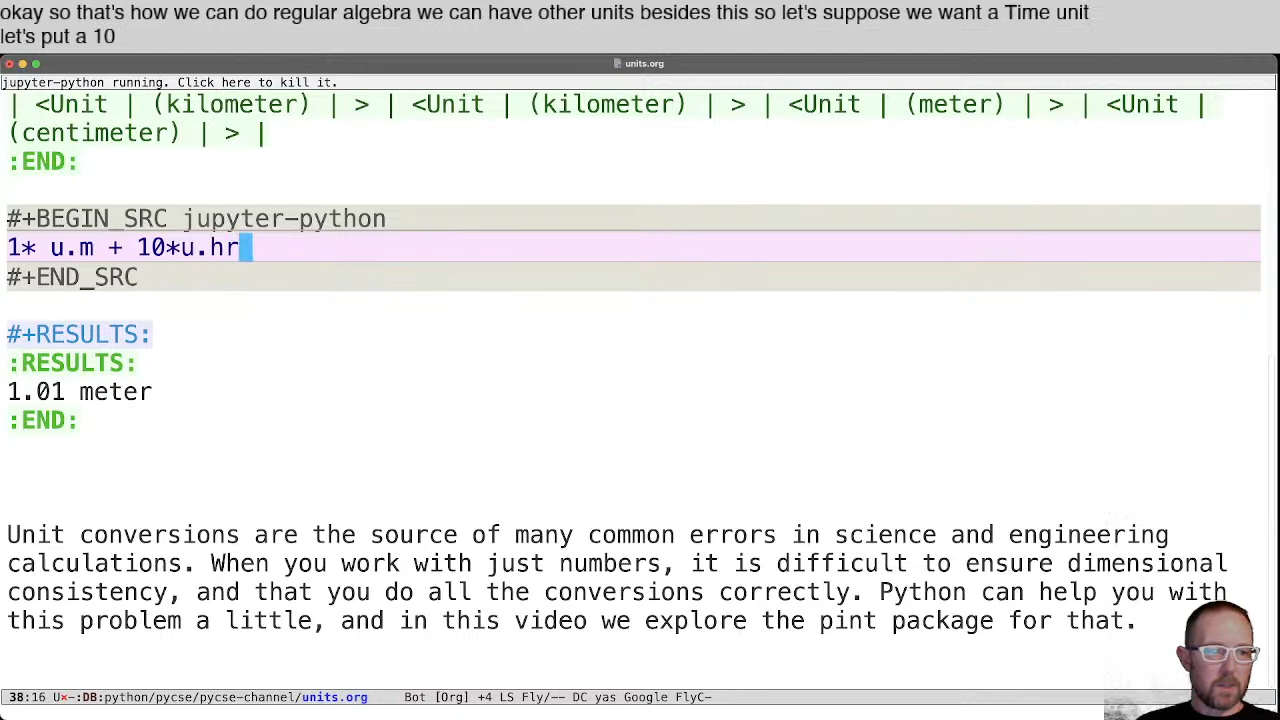 okay so that's how we can do regular algebra we can have other units besides this so let's suppose we want a Time unit
let's put a 10
units.org
jupyter-python running. Click here to kill it.
| <Unit | (kilometer) | > | <Unit | (kilometer) | > | <Unit | (meter) | > | <Unit |
(centimeter) | > |
:END:
#+BEGIN_SRC jupyter-python
1* u.m + 10*u.hr
#+END_SRC
#+RESULTS:
:RESULTS:
1.01 meter
:END:
Unit conversions are the source of many common errors in science and engineering
calculations. When you work with just numbers, it is difficult to ensure dimensional
consistency, and that you do all the conversions correctly. Python can help you with
this problem a little, and in this video we explore the pint package for that.
38:16 U×-:DB:python/pycse/pycse-channel/units.org Bot [Org] +4 LS Fly/-- DC yas Google FlyC-